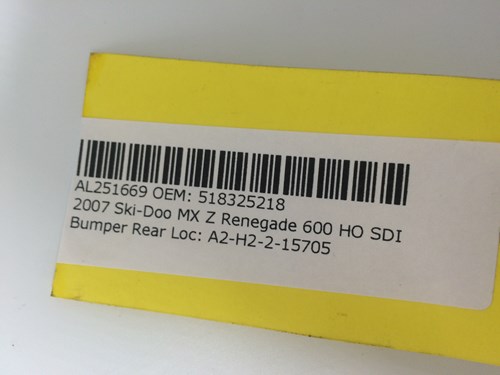 AL251669 OEM: 518325218
2007 Ski-Doo MX Z Renegade 600 HO SDI
Bumper Rear Loc: A2-H2-2-15705